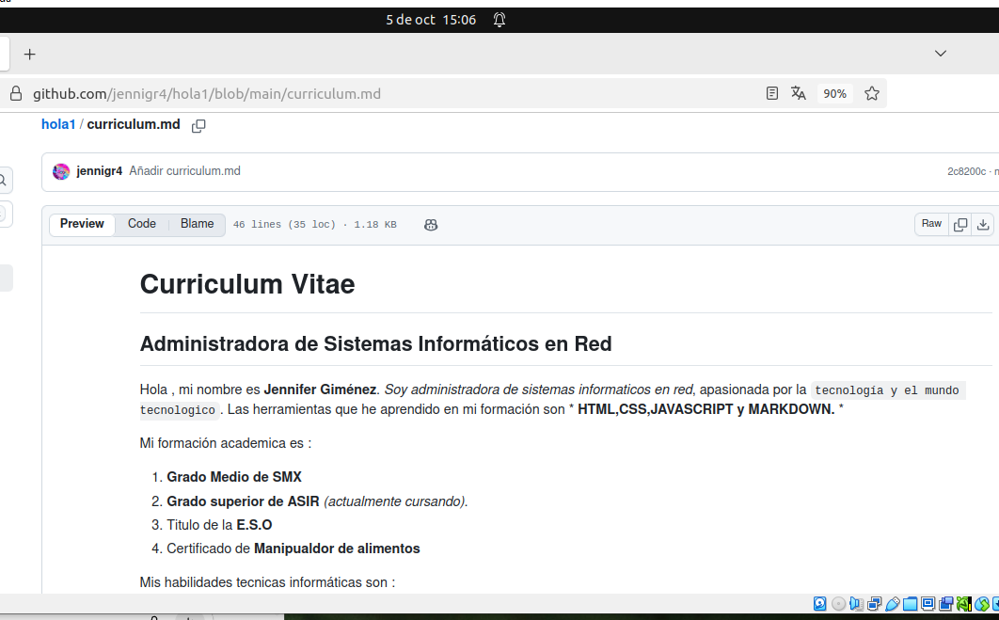 5 de oct 15:06
github.com/jennigr4/hola1/blob/main/curriculum.md
90%
hola1 / curriculum.md
jennigr4 Añadir curriculum.md
2c8200c ·
Preview Code Blame 46 lines (35 loc) · 1.18 KB
Raw
Curriculum Vitae
Administradora de Sistemas Informáticos en Red
Hola , mi nombre es Jennifer Giménez. Soy administradora de sistemas informaticos en red, apasionada por la tecnología y el mundo
tecnologico . Las herramientas que he aprendido en mi formación son * HTML,CSS,JAVASCRIPT y MARKDOWN. *
Mi formación academica es :
1. Grado Medio de SMX
2. Grado superior de ASIR (actualmente cursando).
3. Titulo de la E.S.O
4. Certificado de Manipualdor de alimentos
Mis habilidades tecnicas informáticas son :